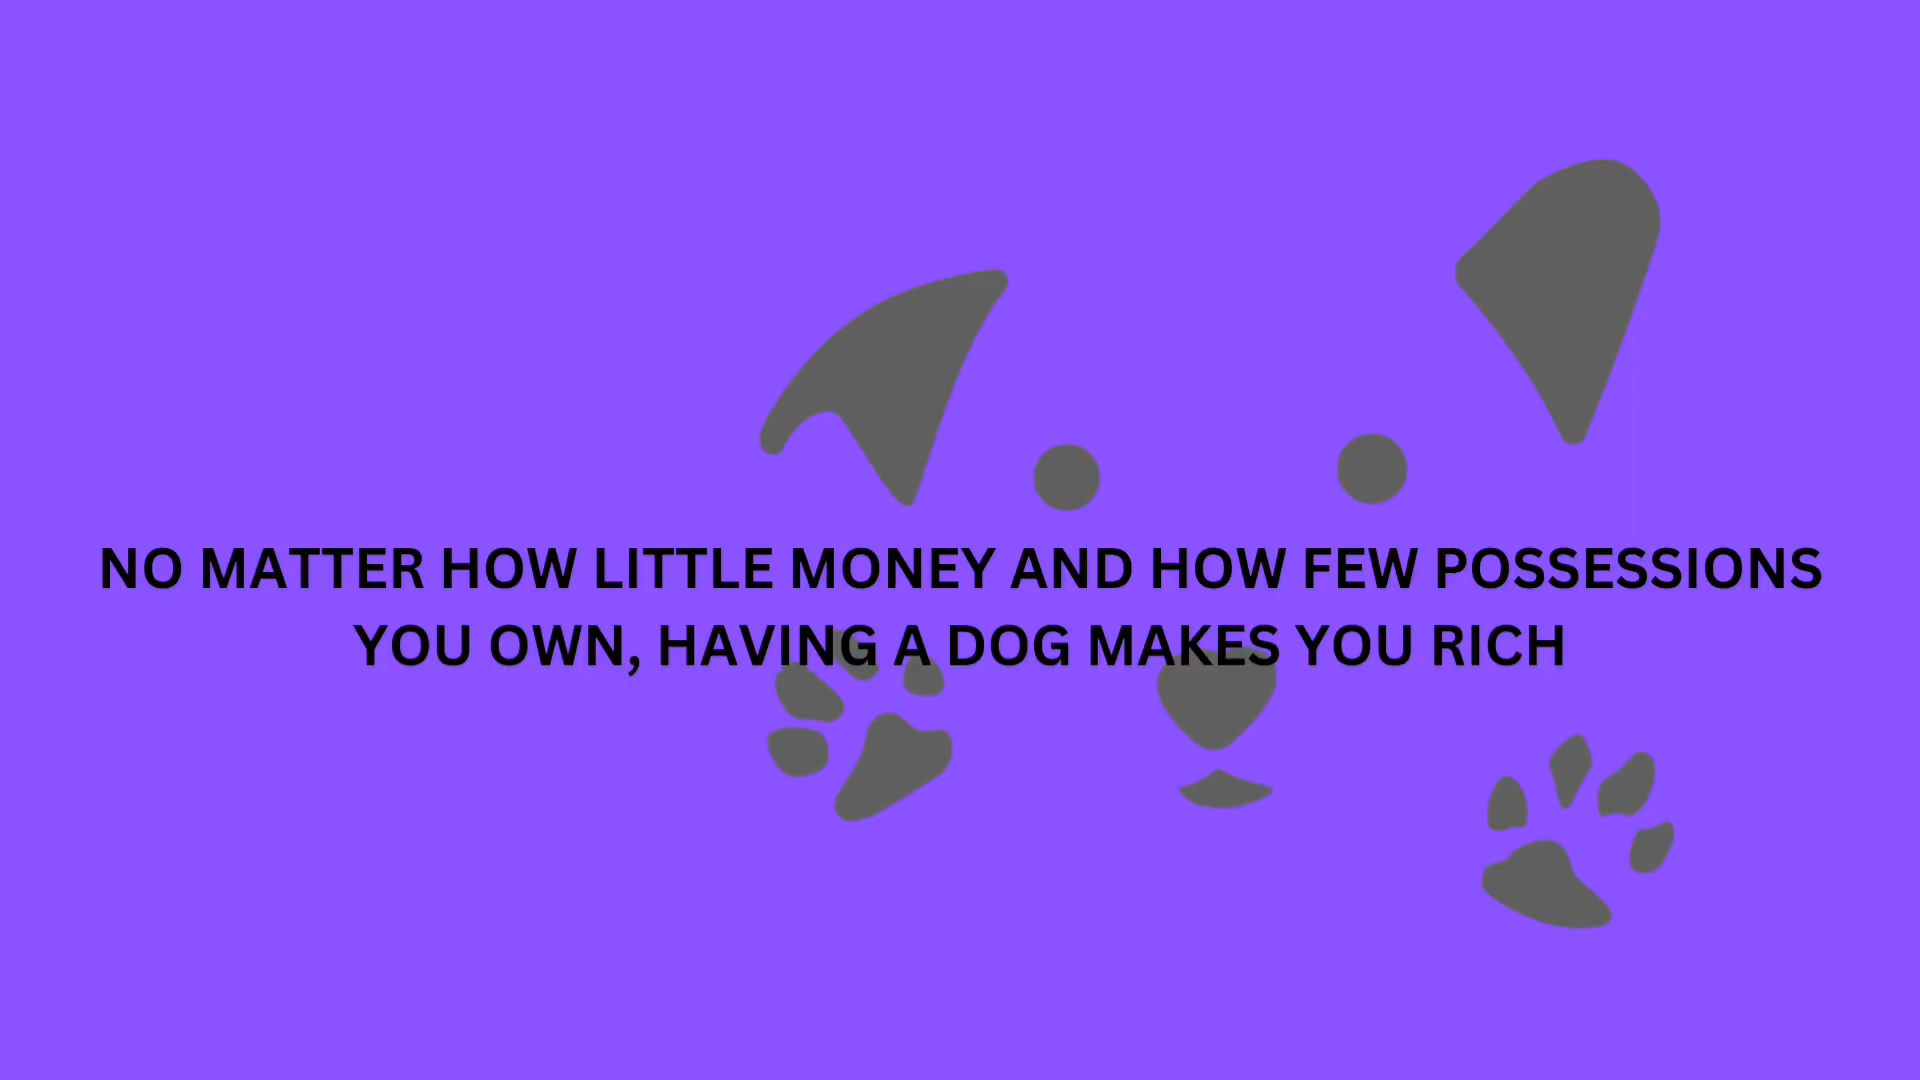 NO MATTER HOW LITTLE MONEY AND HOW FEW POSSESSIONS
YOU OWN, HAVING A DOG MAKES YOU RICH